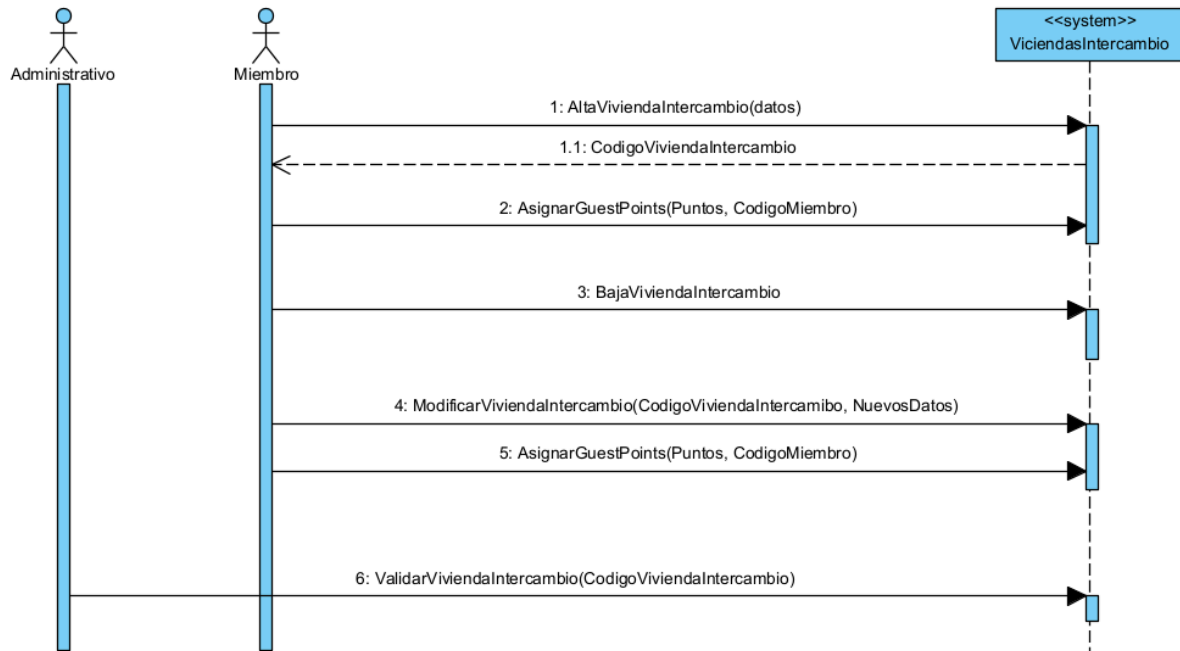 <<system>>
ViciendasIntercambio
Administrativo
Miembro
1: AltaViviendaIntercambio(datos)
1.1: CodigoViviendaIntercambio
2: AsignarGuestPoints(Puntos, CodigoMiembro)
3: BajaViviendaIntercambio
4: ModificarViviendaIntercambio(CodigoViviendaIntercamibo, NuevosDatos)
5: AsignarGuestPoints(Puntos, CodigoMiembro)
6: ValidarViviendaIntercambio(CodigoViviendaIntercambio)